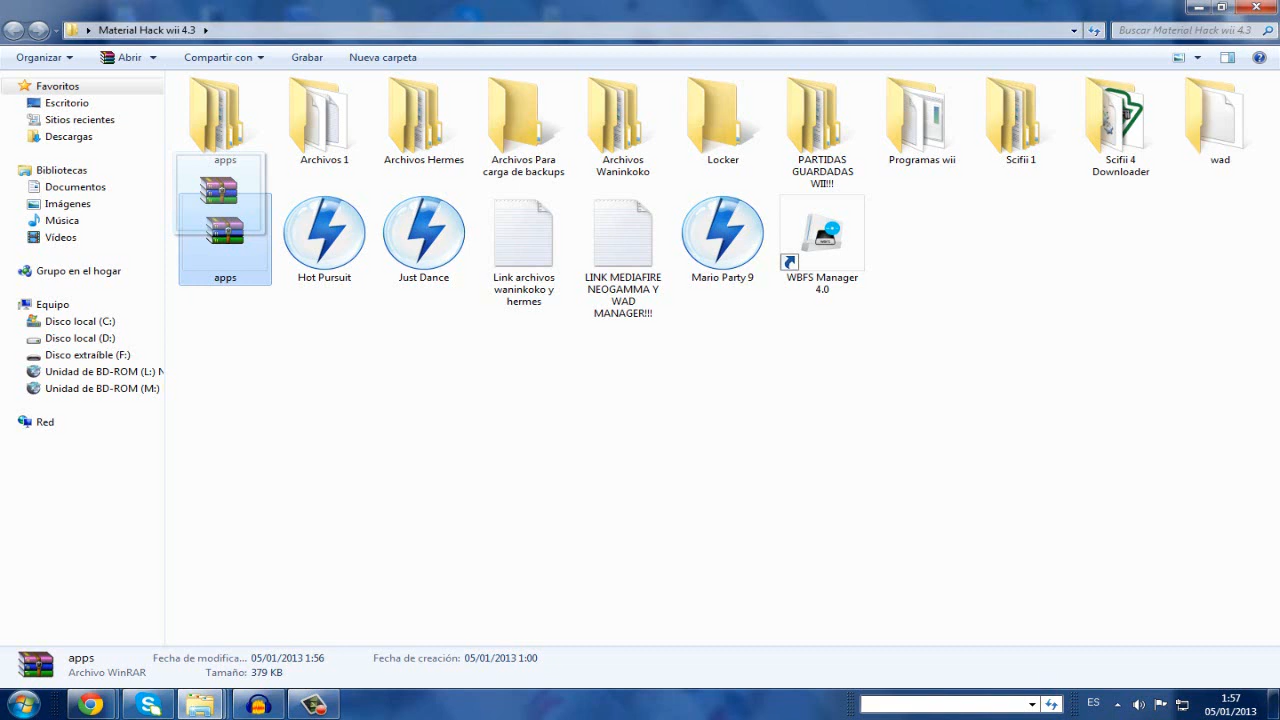 Material Hack wii 4.3
Buscar Material Hack wii 4.3
Organizar
Abrir
Compartir con
Grabar
Nueva carpeta
Favoritos
Escritorio
Sitios recientes
Descargas
Bibliotecas
Documentos
Imágenes
Música
Vídeos
Grupo en el hogar
Equipo
Disco local (C:)
Disco local (D:)
Disco extraíble (F:)
Unidad de BD-ROM (L:) N
Unidad de BD-ROM (M:)
Red
apps
Archivos 1
Archivos Hermes
Archivos Para
carga de backups
Archivos
Waninkoko
Locker
PARTIDAS
GUARDADAS
WII!!!
Programas wii
Scifii 1
Scifii 4
Downloader
wad
apps
Hot Pursuit
Just Dance
Link archivos
waninkoko y
hermes
LINK MEDIAFIRE
NEOGAMMA Y
WAD
MANAGER!!!
Mario Party 9
WBFS Manager
4.0
apps
Archivo WinRAR
Fecha de modifica... 05/01/2013 1:56
Tamaño: 379 KB
Fecha de creación: 05/01/2013 1:00
ES
1:57
05/01/2013